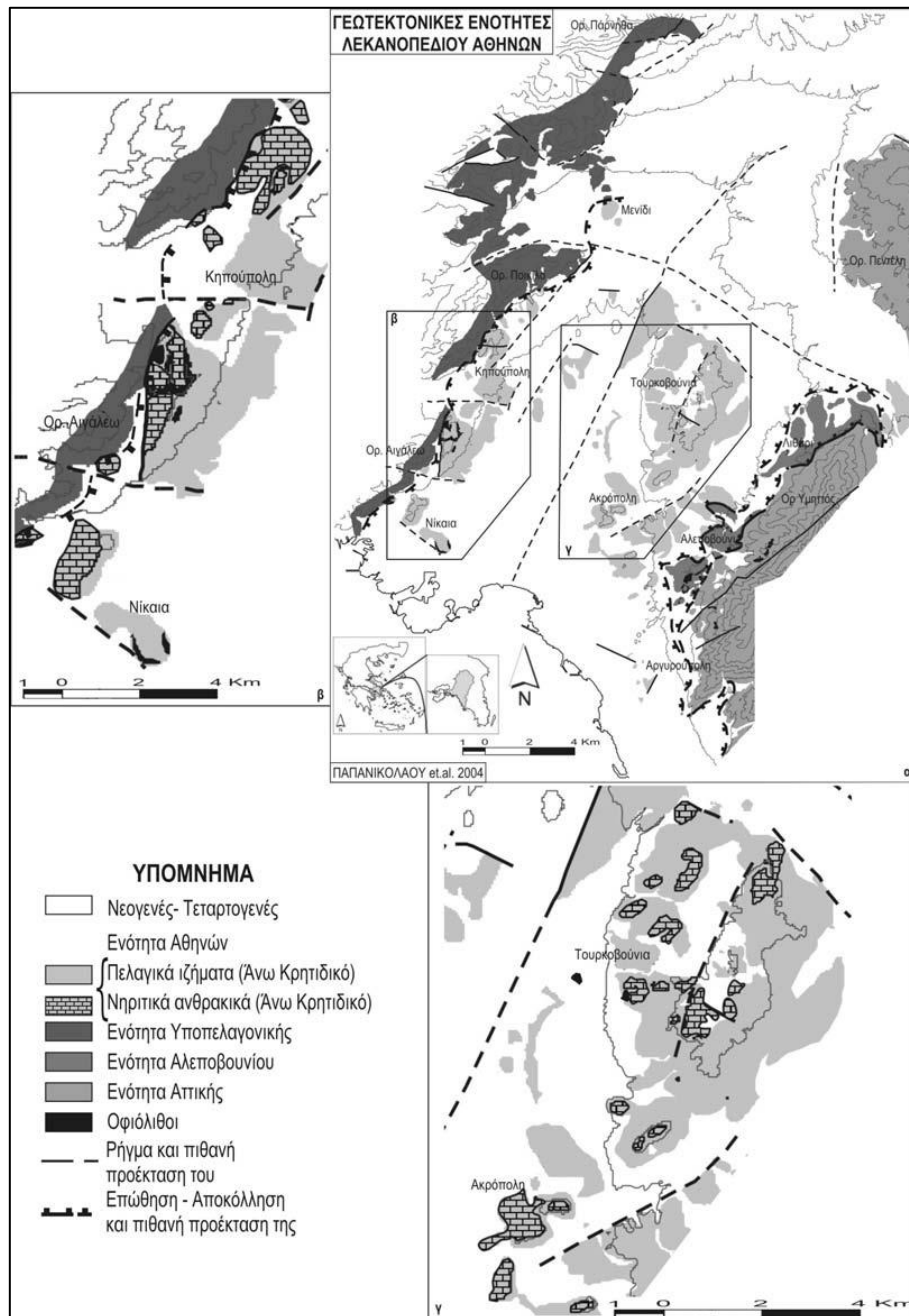 ΓΕΩΤΕΚΤΟΝΙΚΕΣ ΕΝΟΤΗΤΕΣ
ΛΕΚΑΝΟΠΕΔΙΟΥ ΑΘΗΝΩΝ
Ορ. Πάρνηθα
Μενίδι
Ορ. Πεντέλη
Ορ. Ποικίλο
β
Κηπούπολη
Τουρκοβούνια
Ορ. Αιγάλεω
Λιθάρι
Ακρόπολη
Ορ Υμηττός
Νίκαια
Αλεποβούνι
γ
Αργυρούπολη
N
N
1 0 2 4 Km
ΠΑΠΑΝΙΚΟΛΑΟΥ et.al. 2004
α
Κηπούπολη
Ορ. Αιγάλεω
Νίκαια
1 0 2 4 Km
β
ΥΠΟΜΝΗΜΑ
Νεογενές- Τεταρτογενές
Ενότητα Αθηνών
Πελαγικά ιζήματα (Άνω Κρητιδικό)
Νηριτικά ανθρακικά (Άνω Κρητιδικό)
Ενότητα Υποπελαγονικής
Ενότητα Αλεποβουνίου
Ενότητα Αττικής
Οφιόλιθοι
Ρήγμα και πιθανή
προέκταση του
Επώθηση - Αποκόλληση
και πιθανή προέκταση της
Τουρκοβούνια
Ακρόπολη
γ
1 0 2 4 Km